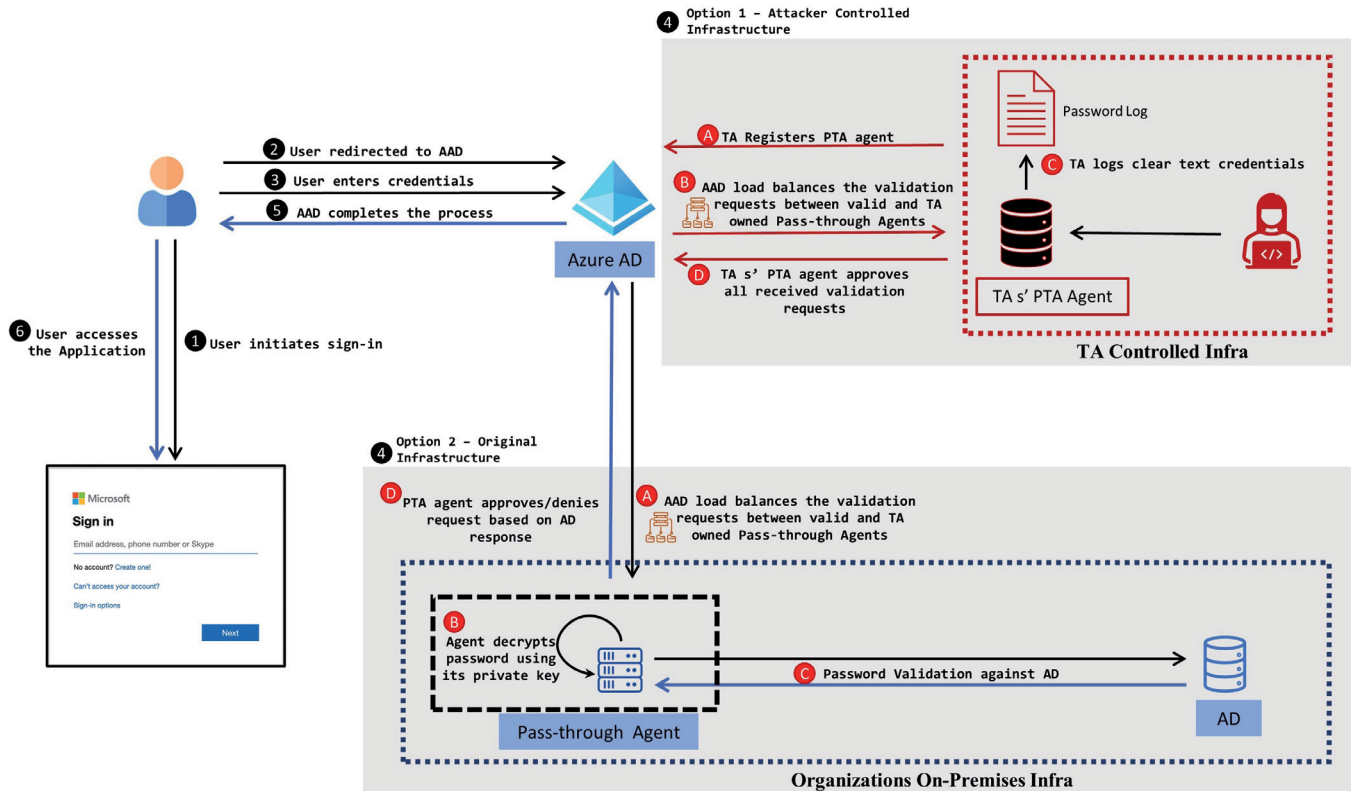 4 Option 1 – Attacker Controlled
Infrastructure
Password Log
A TA Registers PTA agent
C TA logs clear text credentials
2 User redirected to AAD
3 User enters credentials
5 AAD completes the process
B AAD load balances the validation
requests between valid and TA
owned Pass-through Agents
Azure AD
D TA s’ PTA agent approves
all received validation
requests
</>
TA s’ PTA Agent
TA Controlled Infra
6 User accesses
the Application
1 User initiates sign-in
4 Option 2 – Original
Infrastructure
Microsoft
Sign in
Email address, phone number or Skype
No account? Create one!
Can't access your account?
Sign-in options
Next
D PTA agent approves/denies
request based on AD
response
A AAD load balances the validation
requests between valid and TA
owned Pass-through Agents
B
Agent decrypts
password using
its private key
C Password Validation against AD
Pass-through Agent
AD
Organizations On-Premises Infra